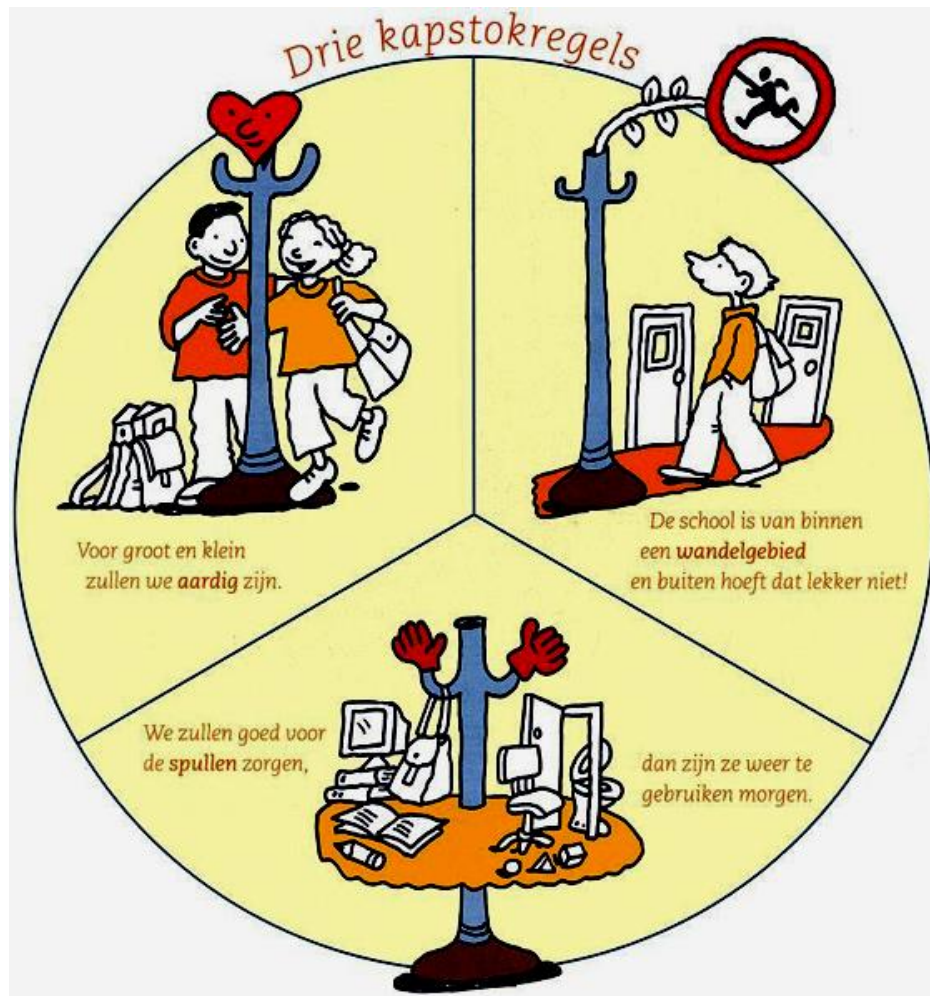 Drie kapstokregels
Voor groot en klein
zullen we aardig zijn.
De school is van binnen
een wandelgebied
en buiten hoeft dat lekker niet!
We zullen goed voor
de spullen zorgen,
dan zijn ze weer te
gebruiken morgen.